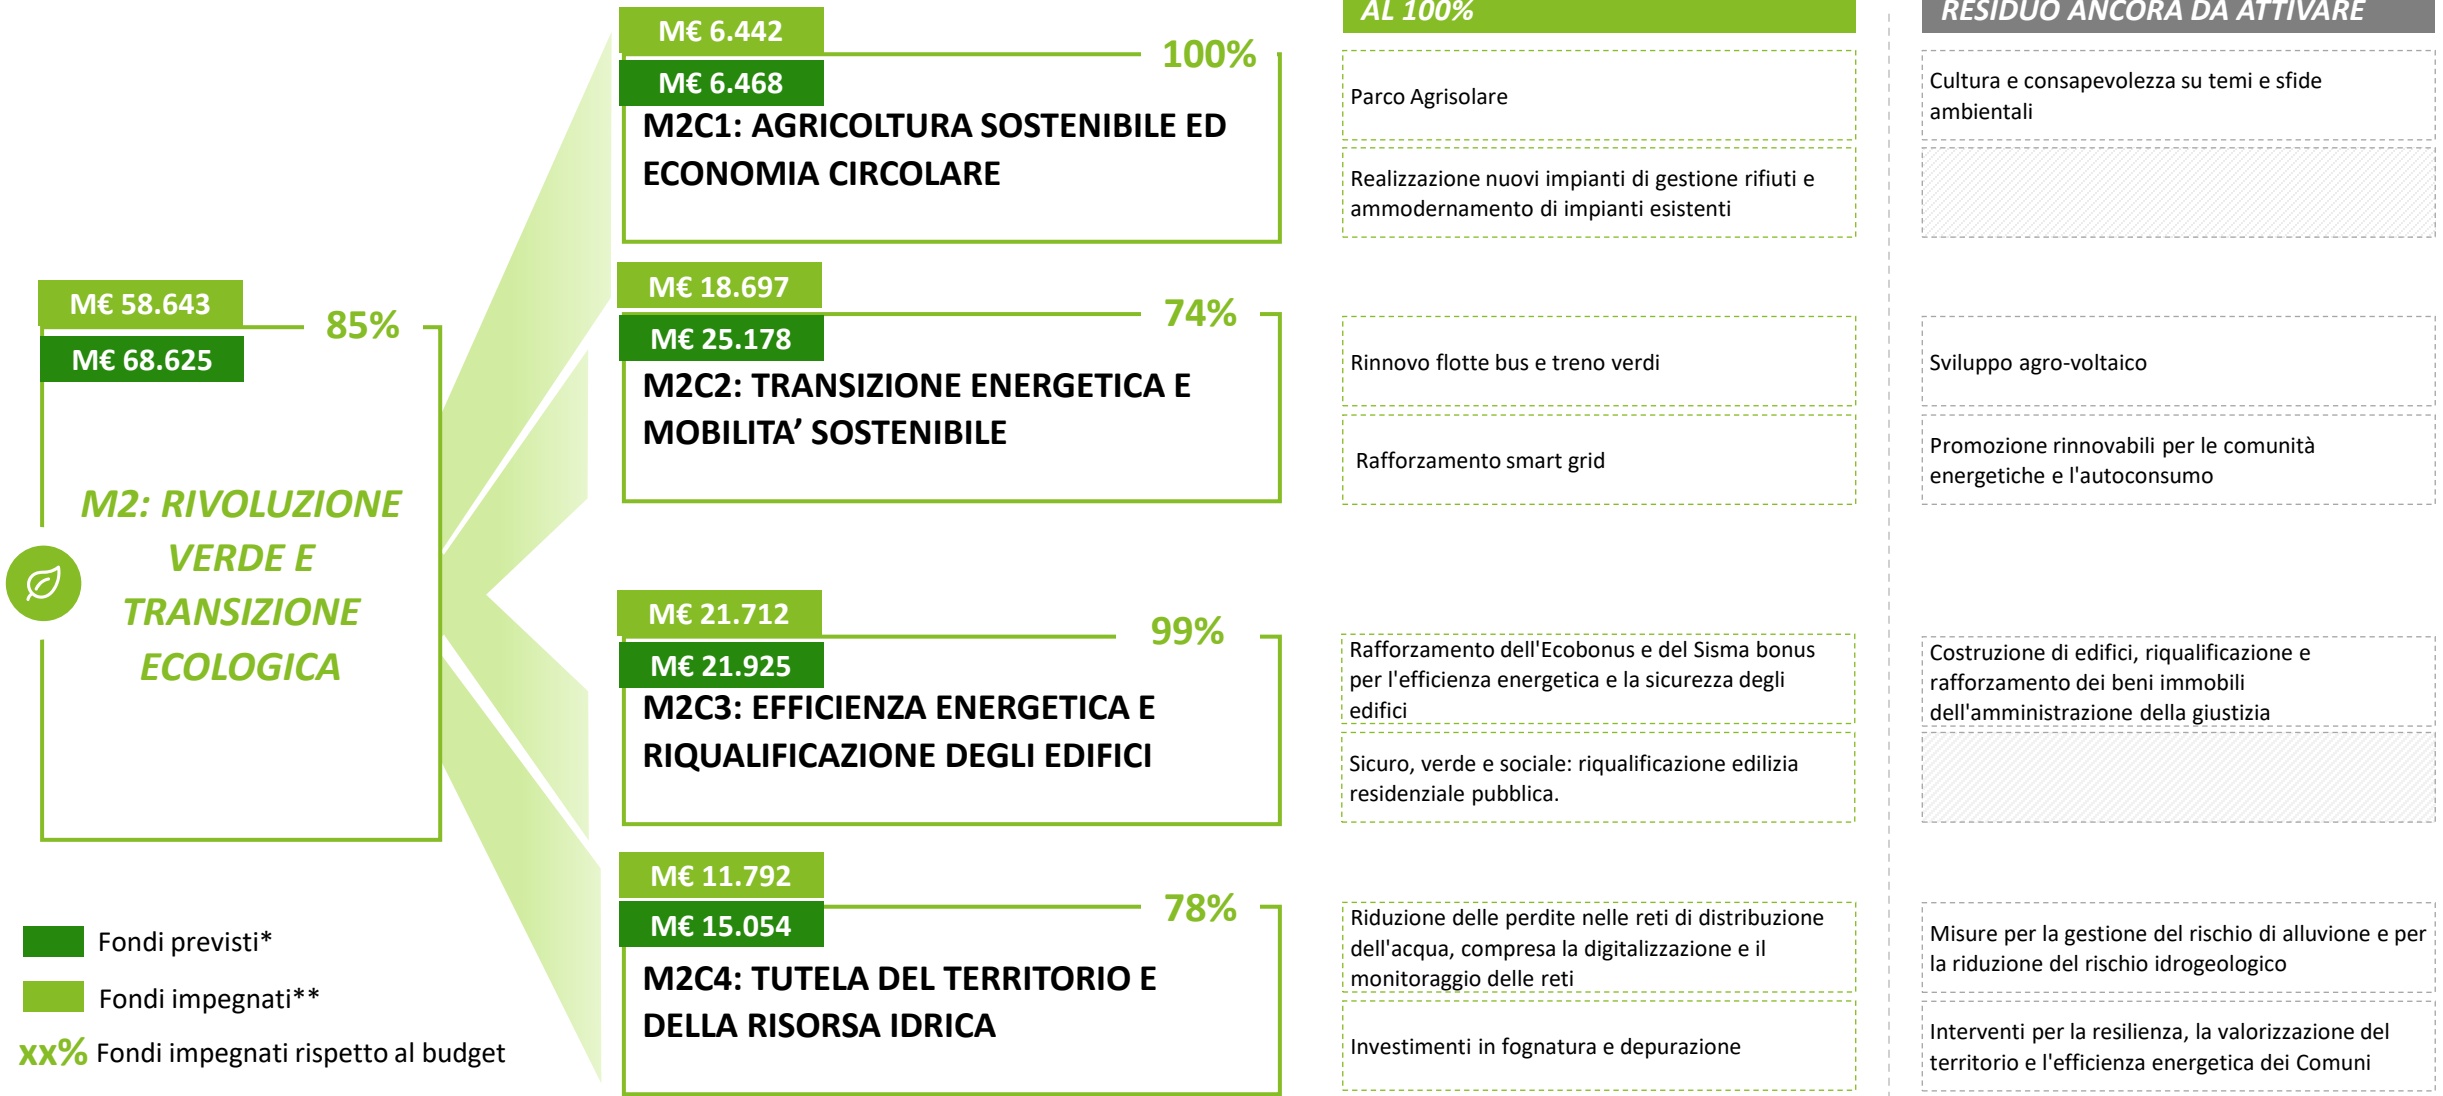 M€ 58.643
85%
M€ 68.625
M2: RIVOLUZIONE
VERDE E
TRANSIZIONE
ECOLOGICA
Fondi previsti*
Fondi impegnati**
xx% Fondi impegnati rispetto al budget
M€ 6.442
100%
M€ 6.468
M2C1: AGRICOLTURA SOSTENIBILE ED
ECONOMIA CIRCOLARE
M€ 18.697
74%
M€ 25.178
M2C2: TRANSIZIONE ENERGETICA E
MOBILITA’ SOSTENIBILE
M€ 21.712
99%
M€ 21.925
M2C3: EFFICIENZA ENERGETICA E
RIQUALIFICAZIONE DEGLI EDIFICI
M€ 11.792
78%
M€ 15.054
M2C4: TUTELA DEL TERRITORIO E
DELLA RISORSA IDRICA
AL 100%
Parco Agrisolare
Realizzazione nuovi impianti di gestione rifiuti e
ammodernamento di impianti esistenti
Rinnovo flotte bus e treno verdi
Rafforzamento smart grid
Rafforzamento dell'Ecobonus e del Sisma bonus
per l'efficienza energetica e la sicurezza degli
edifici
Sicuro, verde e sociale: riqualificazione edilizia
residenziale pubblica.
Riduzione delle perdite nelle reti di distribuzione
dell'acqua, compresa la digitalizzazione e il
monitoraggio delle reti
Investimenti in fognatura e depurazione
RESIDUO ANCORA DA ATTIVARE
Cultura e consapevolezza su temi e sfide
ambientali
Sviluppo agro-voltaico
Promozione rinnovabili per le comunità
energetiche e l'autoconsumo
Costruzione di edifici, riqualificazione e
rafforzamento dei beni immobili
dell'amministrazione della giustizia
Misure per la gestione del rischio di alluvione e per
la riduzione del rischio idrogeologico
Interventi per la resilienza, la valorizzazione del
territorio e l'efficienza energetica dei Comuni